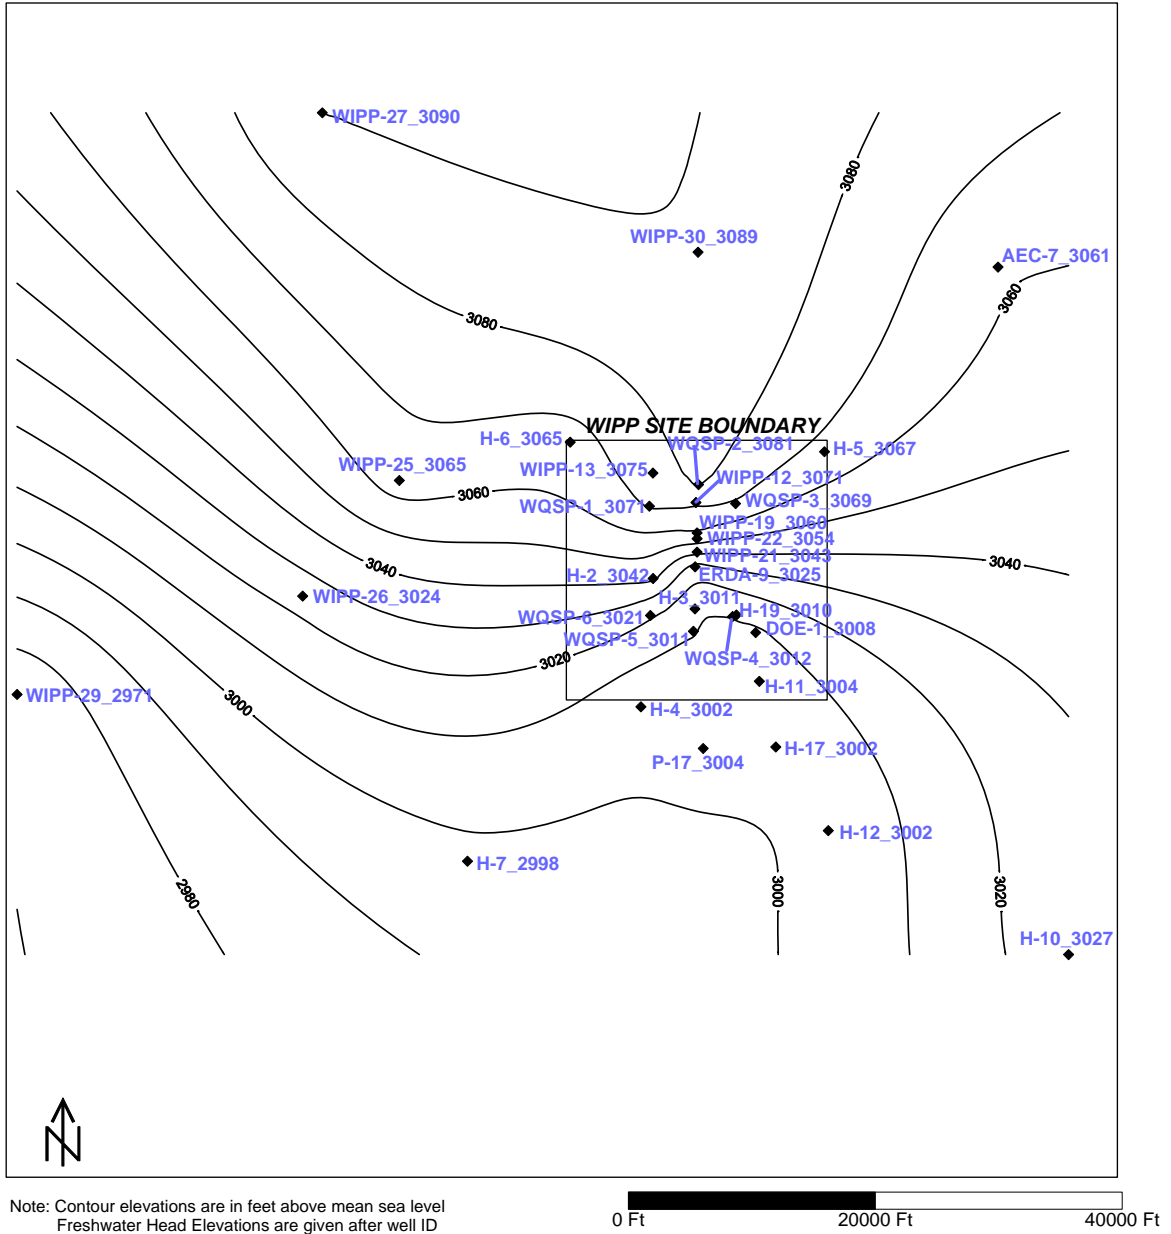 WIPP-27_3090
3080
WIPP-30_3089
AEC-7_3061
3060
3080
WIPP SITE BOUNDARY
H-6_3065
WQSP-2_3081
H-5_3067
WIPP-25_3065
WIPP-13_3075
WIPP-12_3071
3060
WQSP-1_3071
WQSP-3_3069
WIPP-19_3060
WIPP-22_3054
WIPP-21_3043
3040
3040
H-2_3042
ERDA-9_3025
WIPP-26_3024
H-3_3011
H-19_3010
WQSP-6_3021
DOE-1_3008
WQSP-5_3011
3020
WQSP-4_3012
WIPP-29_2971
H-11_3004
3000
H-4_3002
H-17_3002
P-17_3004
H-12_3002
H-7_2998
2980
3000
3020
H-10_3027
N
Note: Contour elevations are in feet above mean sea level
Freshwater Head Elevations are given after well ID
0 Ft
20000 Ft
40000 Ft